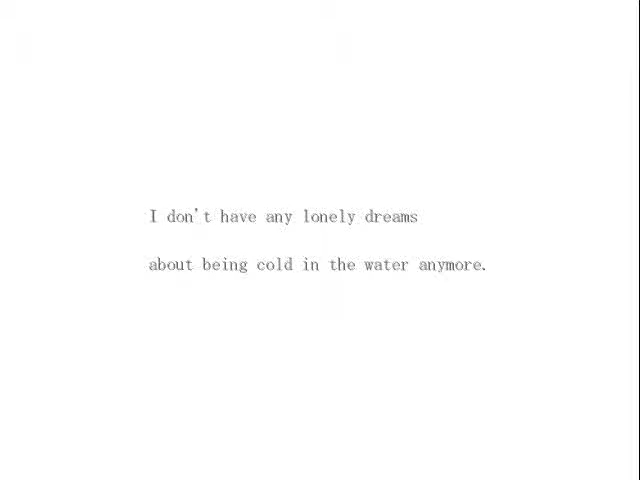 I don't have any lonely dreams
about being cold in the water anymore.